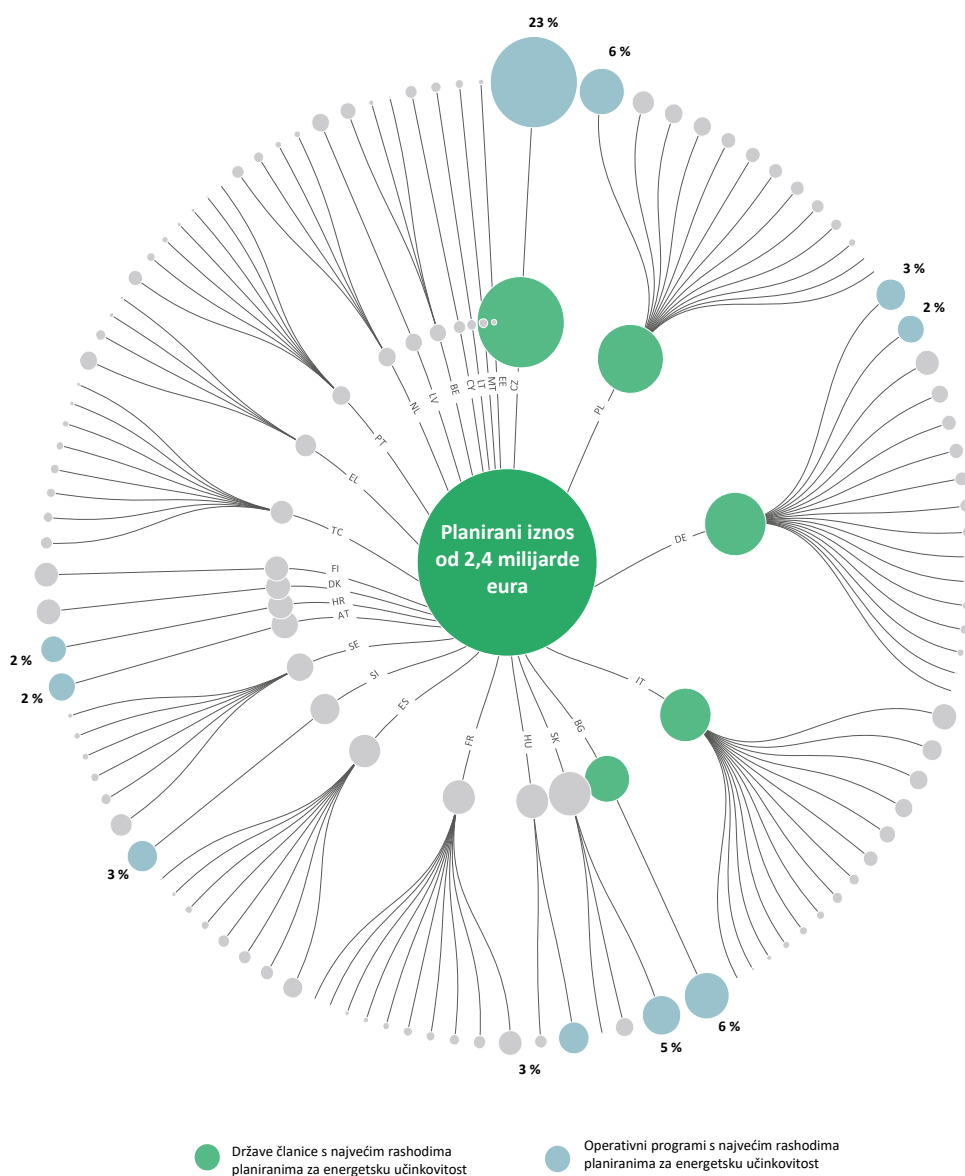 23 %
6 %
3 %
2 %
PL
CZ
EE
MT
LT
CY
BE
LV
NL
PT
EL
TC
DE
Planirani iznos
od 2,4 milijarde
eura
FI
DK
HR
AT
SE
SI
ES
FR
HU
SK
BG
IT
2 %
2 %
3 %
3 %
5 %
6 %
Države članice s najvećim rashodima
planiranima za energetsku učinkovitost
Operativni programi s najvećim rashodima
planiranima za energetsku učinkovitost